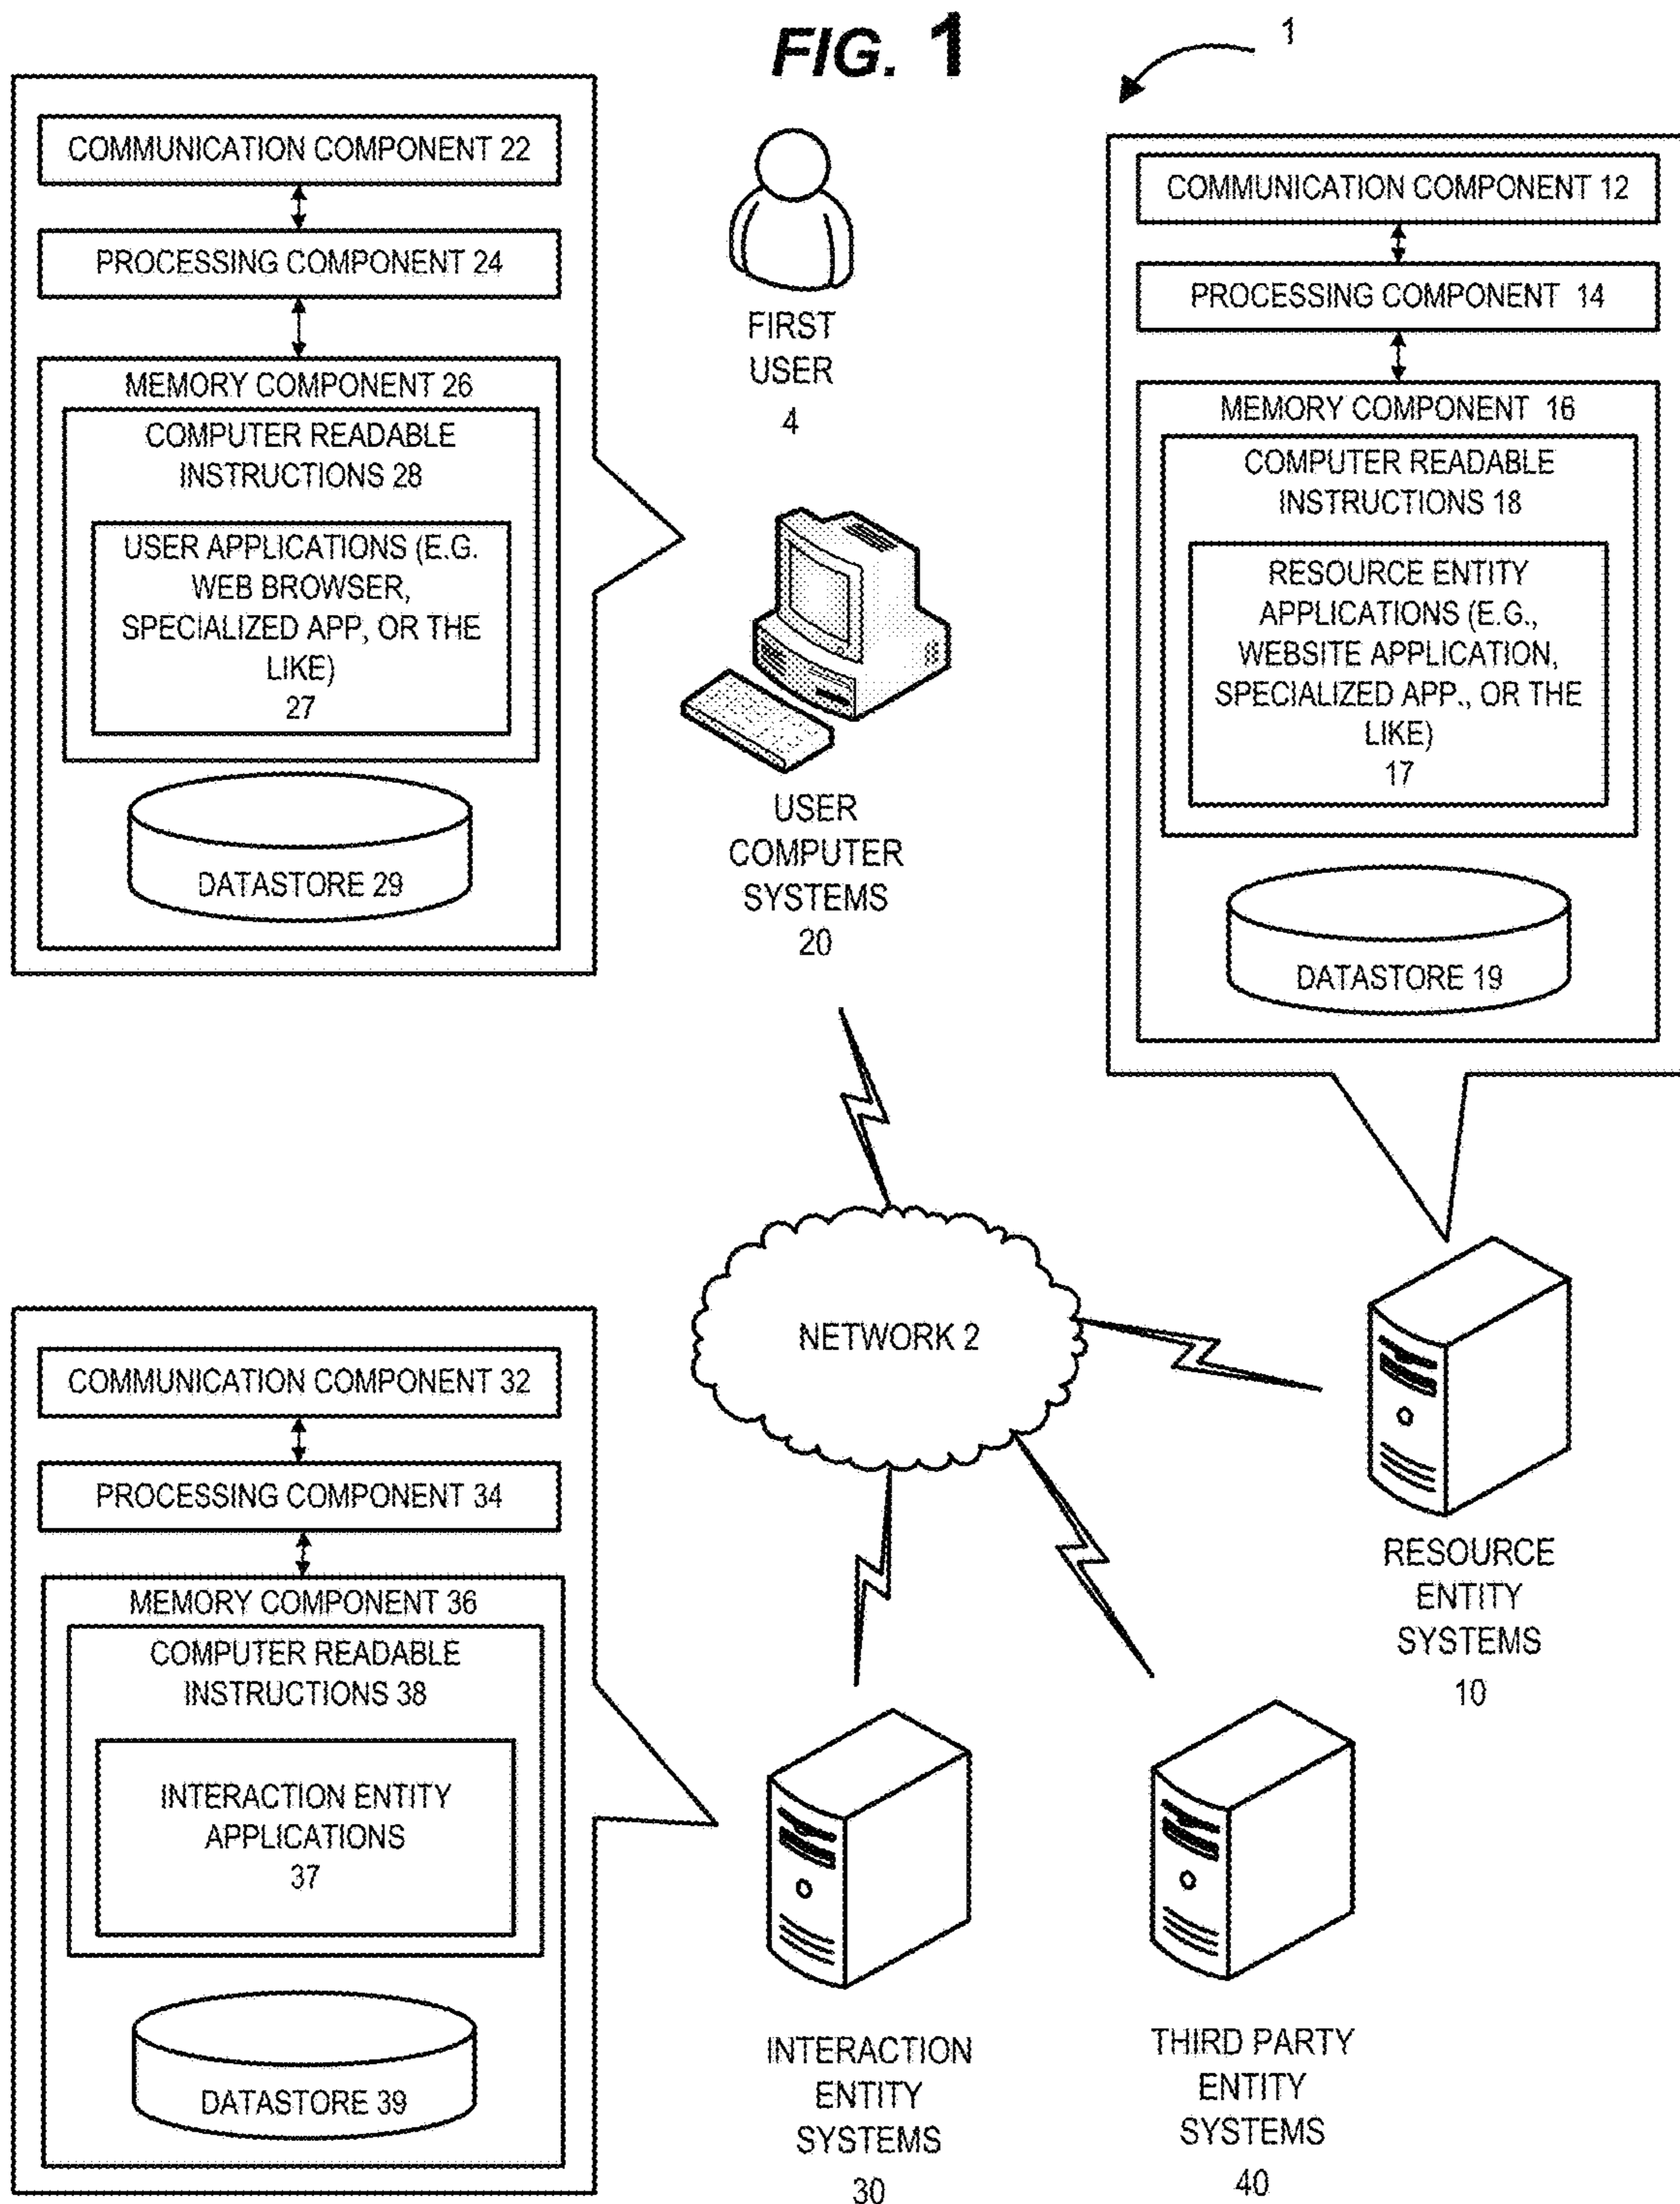 FIG. 1
1
COMMUNICATION COMPONENT 22
PROCESSING COMPONENT 24
MEMORY COMPONENT 26
COMPUTER READABLE
INSTRUCTIONS 28
USER APPLICATIONS (E.G.
WEB BROWSER,
SPECIALIZED APP, OR THE
LIKE)
27
DATASTORE 29
FIRST
USER
4
USER
COMPUTER
SYSTEMS
20
COMMUNICATION COMPONENT 12
PROCESSING COMPONENT 14
MEMORY COMPONENT 16
COMPUTER READABLE
INSTRUCTIONS 18
RESOURCE ENTITY
APPLICATIONS (E.G.,
WEBSITE APPLICATION,
SPECIALIZED APP., OR THE
LIKE)
17
DATASTORE 19
NETWORK 2
RESOURCE
ENTITY
SYSTEMS
10
COMMUNICATION COMPONENT 32
PROCESSING COMPONENT 34
MEMORY COMPONENT 36
COMPUTER READABLE
INSTRUCTIONS 38
INTERACTION ENTITY
APPLICATIONS
37
DATASTORE 39
INTERACTION
ENTITY
SYSTEMS
30
THIRD PARTY
ENTITY
SYSTEMS
40